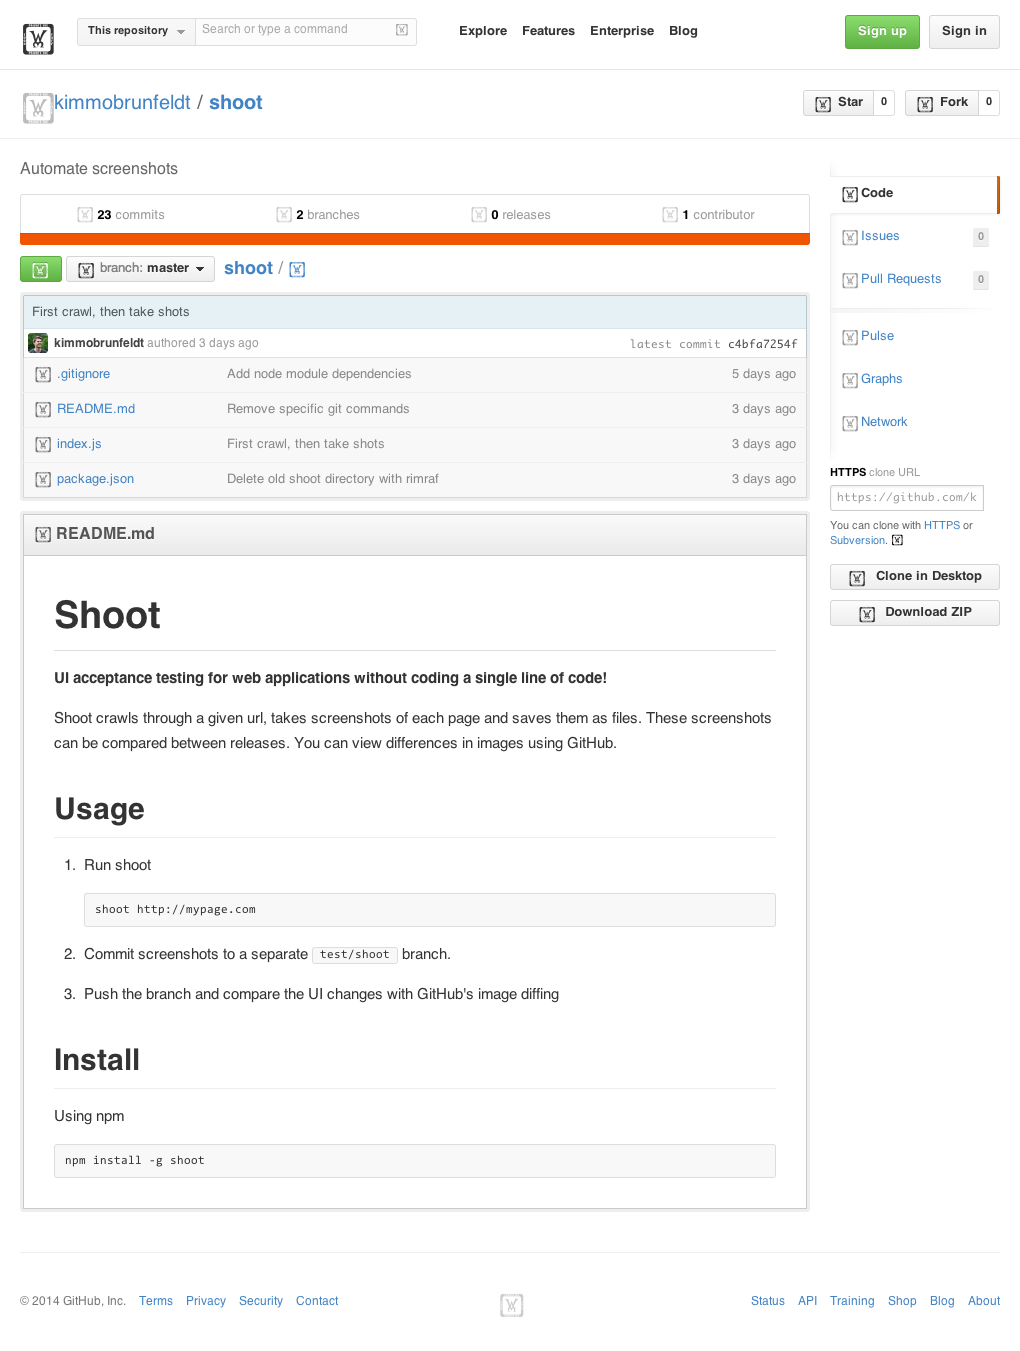 This repository Search or type a command Explore Features Enterprise Blog Sign up Sign in
kimmobrunfeldt / shoot Star 0 Fork 0
Automate screenshots
23 commits 2 branches 0 releases 1 contributor
branch: master shoot /
First crawl, then take shots
kimmobrunfeldt authored 3 days ago latest commit c4bfa7254f
.gitignore Add node module dependencies 5 days ago
README.md Remove specific git commands 3 days ago
index.js First crawl, then take shots 3 days ago
package.json Delete old shoot directory with rimraf 3 days ago
Code
Issues 0
Pull Requests 0
Pulse
Graphs
Network
HTTPS clone URL
https://github.com/k
You can clone with HTTPS or
Subversion.
Clone in Desktop
Download ZIP
README.md
Shoot
UI acceptance testing for web applications without coding a single line of code!
Shoot crawls through a given url, takes screenshots of each page and saves them as files. These screenshots
can be compared between releases. You can view differences in images using GitHub.
Usage
1. Run shoot
shoot http://mypage.com
2. Commit screenshots to a separate test/shoot branch.
3. Push the branch and compare the UI changes with GitHub's image diffing
Install
Using npm
npm install -g shoot
© 2014 GitHub, Inc. Terms Privacy Security Contact Status API Training Shop Blog About